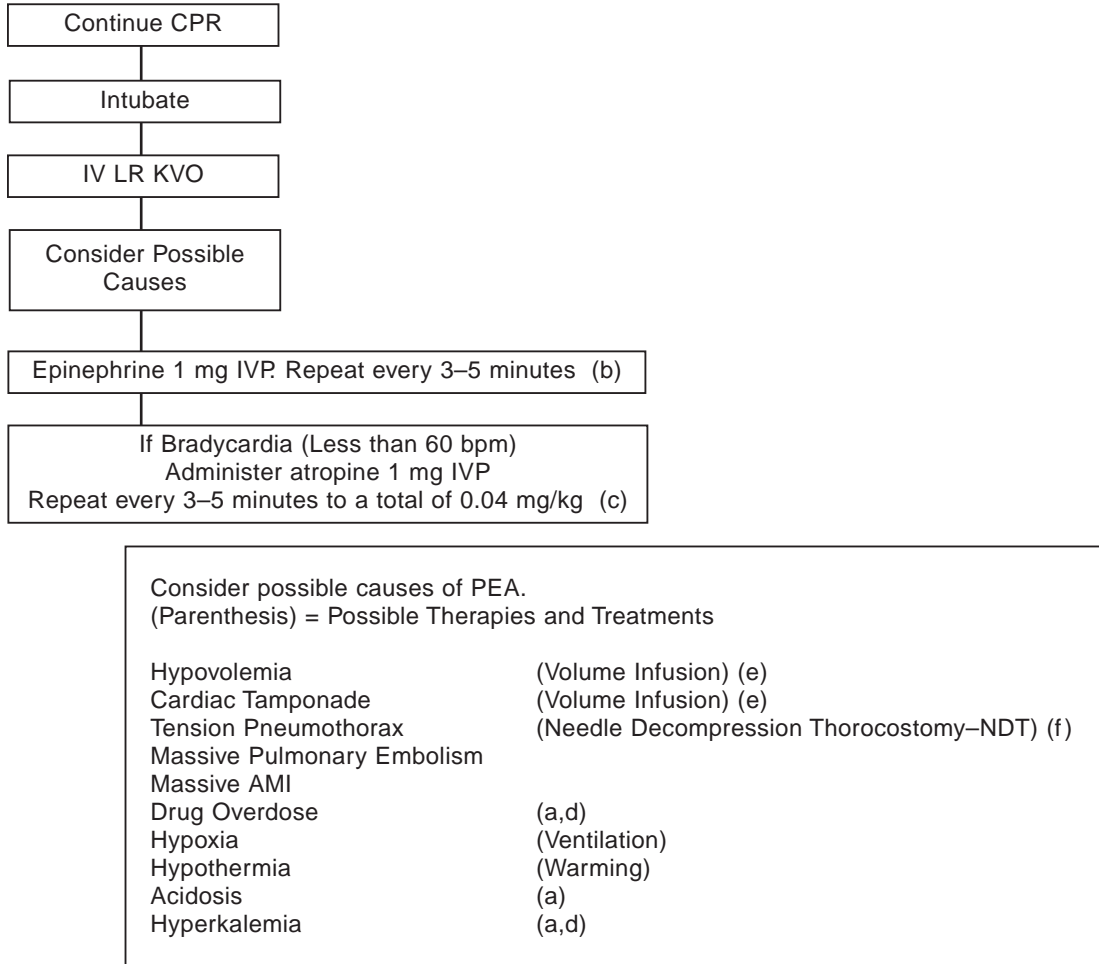 Continue CPR
Intubate
IV LR KVO
Consider Possible
Causes
Epinephrine 1 mg IVP. Repeat every 3–5 minutes (b)
If Bradycardia (Less than 60 bpm)
Administer atropine 1 mg IVP
Repeat every 3–5 minutes to a total of 0.04 mg/kg (c)
Consider possible causes of PEA.
(Parenthesis) = Possible Therapies and Treatments
Hypovolemia (Volume Infusion) (e)
Cardiac Tamponade (Volume Infusion) (e)
Tension Pneumothorax (Needle Decompression Thorocostomy–NDT) (f)
Massive Pulmonary Embolism
Massive AMI
Drug Overdose (a,d)
Hypoxia (Ventilation)
Hypothermia (Warming)
Acidosis (a)
Hyperkalemia (a,d)